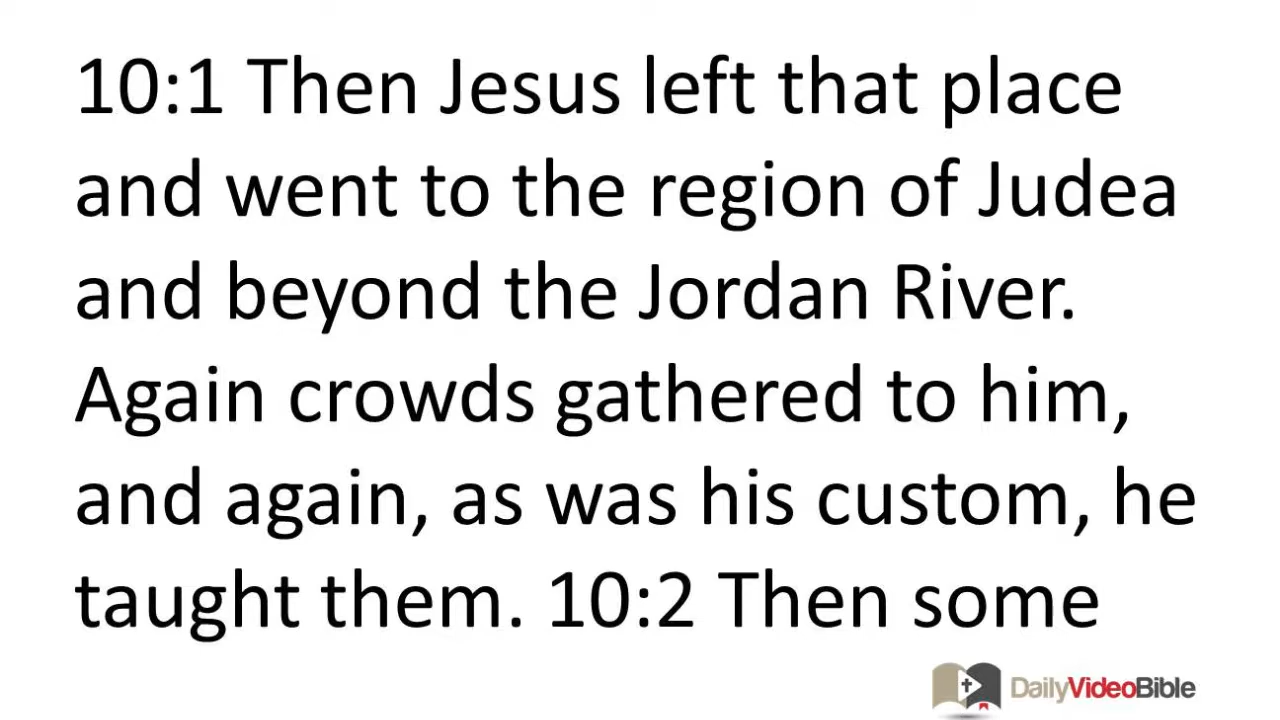 10:1 Then Jesus left that place
and went to the region of Judea
and beyond the Jordan River.
Again crowds gathered to him,
and again, as was his custom, he
taught them. 10:2 Then some
DailyVideoBible